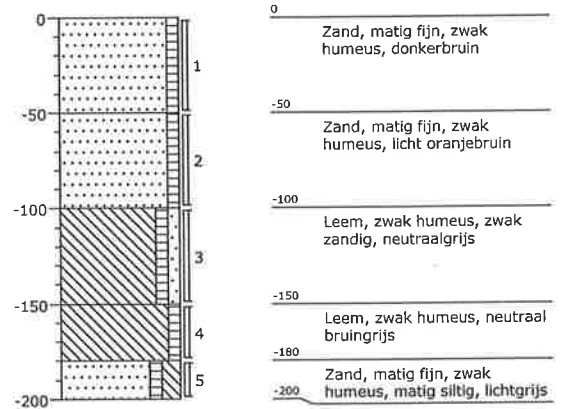 0
-50
-100
-150
-200
1
2
3
4
5
0
Zand, matig fijn, zwak
humeus, donkerbruin
-50
Zand, matig fijn, zwak
humeus, licht oranjebruin
-100
Leem, zwak humeus, zwak
zandig, neutraalgrijs
-150
Leem, zwak humeus, neutraal
bruingrijs
-180
Zand, matig fijn, zwak
-200
humeus, matig siltig, lichtgrijs